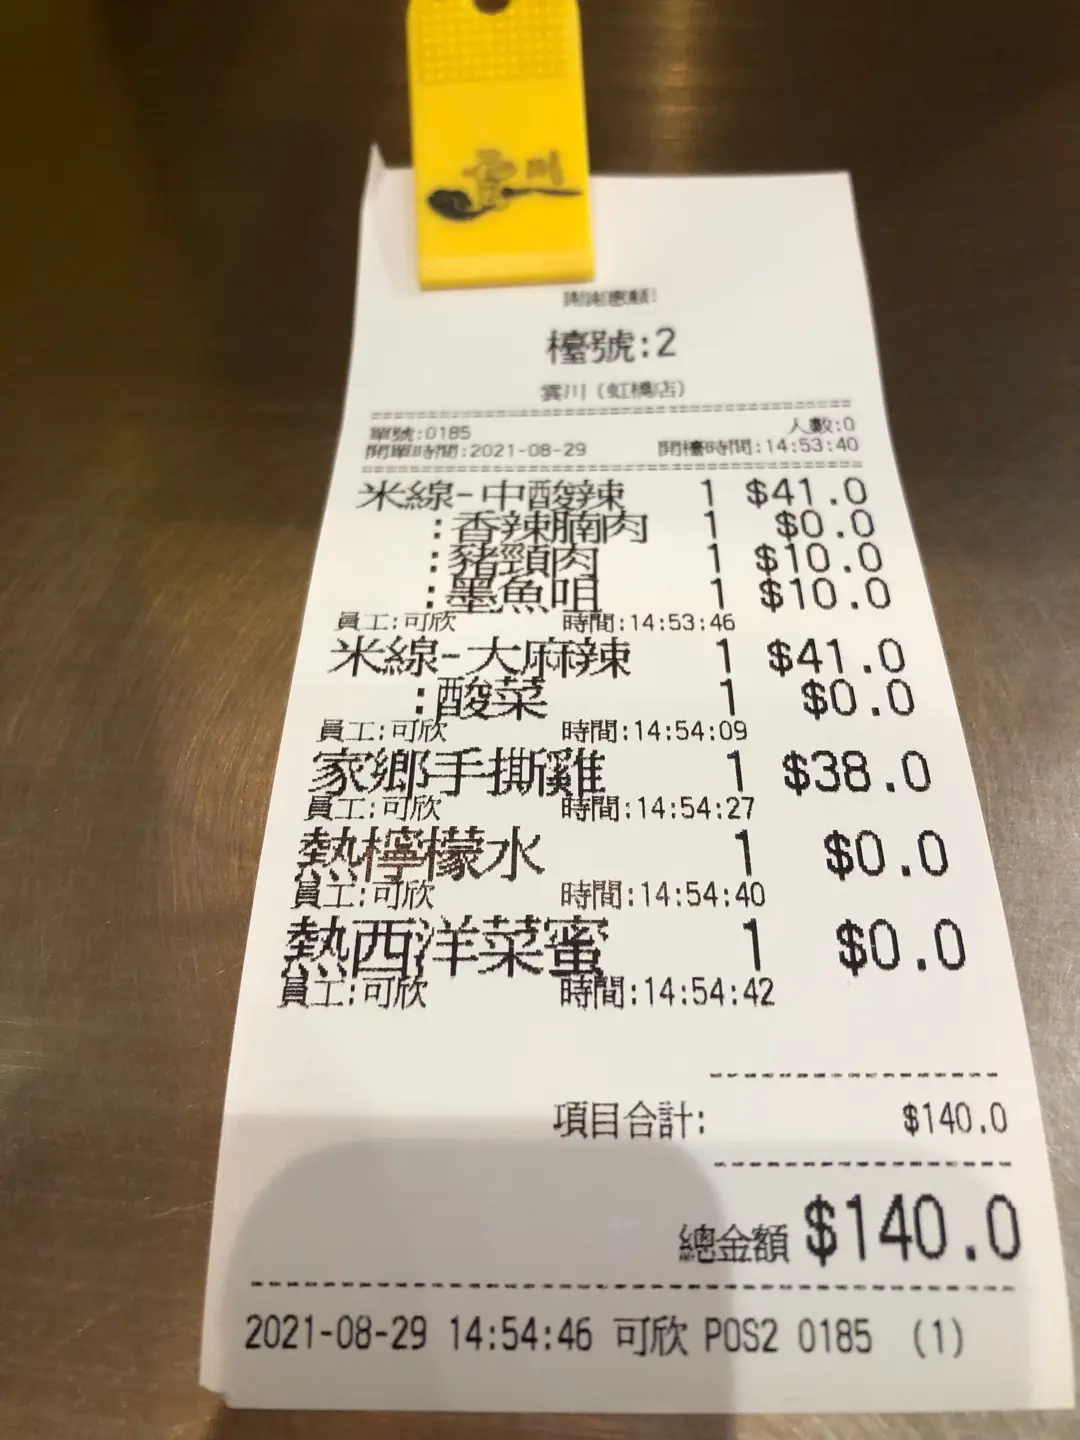 雲川
謝謝惠顧!
檯號:2
雲川 (虹橋店)
單號:0185 人數:0
開單時間:2021-08-29 開檯時間:14:53:40
米線-中酸辣 1 $41.0
:香辣腩肉 1 $0.0
:豬頸肉 1 $10.0
:墨魚咀 1 $10.0
員工:可欣 時間:14:53:46
米線-大麻辣 1 $41.0
:酸菜 1 $0.0
員工:可欣 時間:14:54:09
家鄉手撕雞 1 $38.0
員工:可欣 時間:14:54:27
熱檸檬水 1 $0.0
員工:可欣 時間:14:54:40
熱西洋菜蜜 1 $0.0
員工:可欣 時間:14:54:42
項目合計: $140.0
總金額 $140.0
2021-08-29 14:54:46 可欣 POS2 0185 (1)